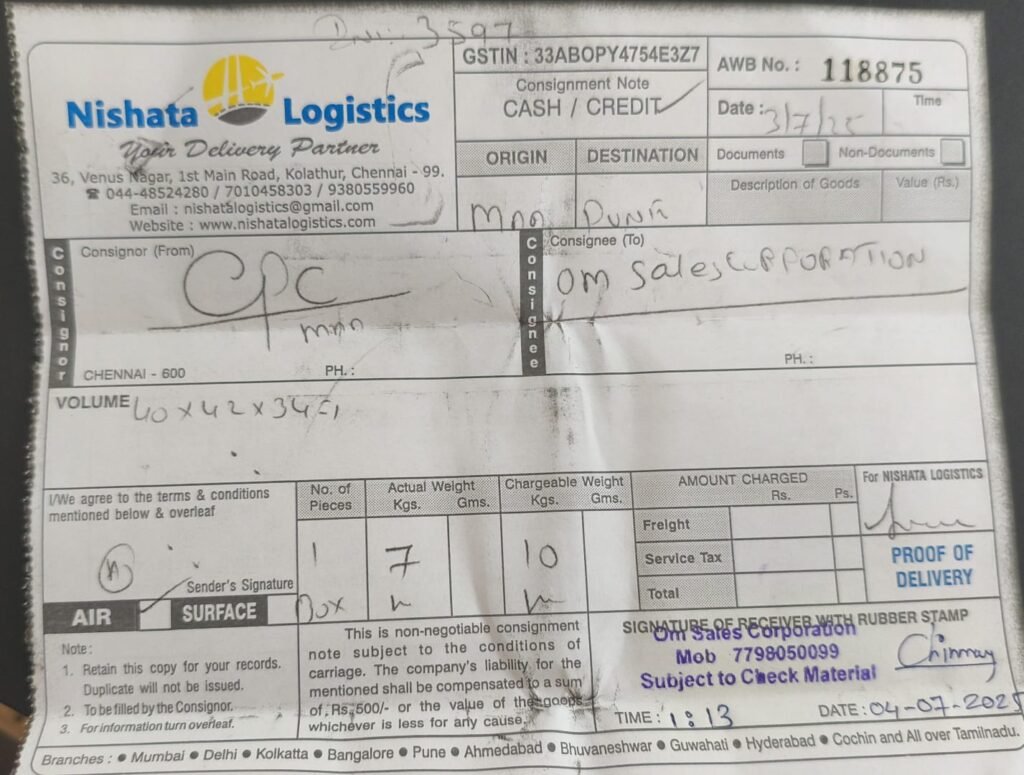 3597
Nishata Logistics
Your Delivery Partner
36, Venus Nagar, 1st Main Road, Kolathur, Chennai - 99.
☎ 044-48524280 / 7010458303 / 9380559960
Email : nishatalogistics@gmail.com
Website : www.nishatalogistics.com
GSTIN : 33ABOPY4754E3Z7
Consignment Note
CASH / CREDIT ✓
AWB No. : 118875
Date : 3/7/25
Time
ORIGIN
DESTINATION
Documents
Non-Documents
Description of Goods
Value (Rs.)
maa
Consignor
Consignor (From)
CPC
maa
CHENNAI - 600
PH. :
Consignee
Consignee (To)
OM Sales CORPORATION
PH. :
VOLUME 40 x 42 x 34 = 1
I/We agree to the terms & conditions
mentioned below & overleaf
Sender's Signature
AIR
SURFACE
No. of
Pieces
Actual Weight
Kgs. Gms.
Chargeable Weight
Kgs. Gms.
1
7
10
Box
AMOUNT CHARGED
Rs. Ps.
Freight
Service Tax
Total
For NISHATA LOGISTICS
PROOF OF
DELIVERY
Note :
1. Retain this copy for your records.
Duplicate will not be issued.
2. To be filled by the Consignor.
3. For information turn overleaf.
This is non-negotiable consignment
note subject to the conditions of
carriage. The company's liability for the
mentioned shall be compensated to a sum
of Rs. 500/- or the value of the goods
whichever is less for any cause.
SIGNATURE OF RECEIVER WITH RUBBER STAMP
Om Sales Corporation
Mob 7798050099
Subject to Check Material
Chinmay
TIME : 1:13
DATE : 04-07-2025
Branches : ● Mumbai ● Delhi ● Kolkatta ● Bangalore ● Pune ● Ahmedabad ● Bhuvaneshwar ● Guwahati ● Hyderabad ● Cochin and All over Tamilnadu.